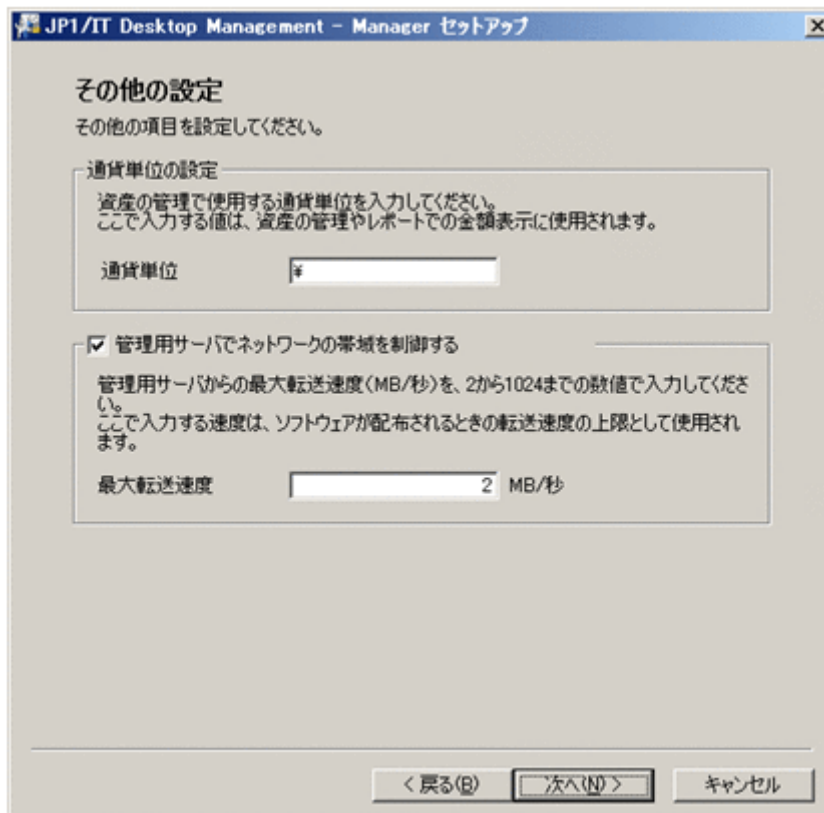 JP1/IT Desktop Management - Manager セットアップ
その他の設定
その他の項目を設定してください。
通貨単位の設定
資産の管理で使用する通貨単位を入力してください。
ここで入力する値は、資産の管理やレポートでの金額表示に使用されます。
通貨単位 ¥
管理用サーバでネットワークの帯域を制御する
管理用サーバからの最大転送速度(MB/秒)を、2から1024までの数値で入力してくださ
い。
ここで入力する速度は、ソフトウェアが配布されるときの転送速度の上限として使用され
ます。
最大転送速度 2 MB/秒
< 戻る(B) 次へ(N) > キャンセル